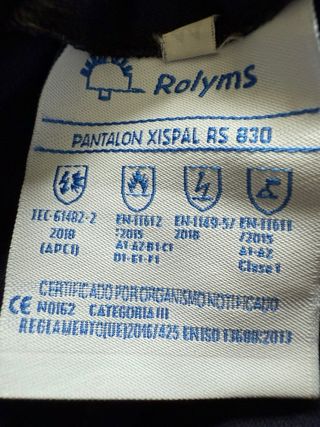 Rolyms
PANTALON XISPAL RS 830
IEC-61482-2 EN-11612 EN-1149-5/ EN-11611
2018 /2015 2018 /2015
(APC1) A1-A2-B1-C1 A1-A2
D1-E1-F1 Clase 1
CERTIFICADO POR ORGANISMO NOTIFICADO
CE N0162 CATEGORIA III
REGLAMENTO(UE)2016/425 EN ISO 13688:2013